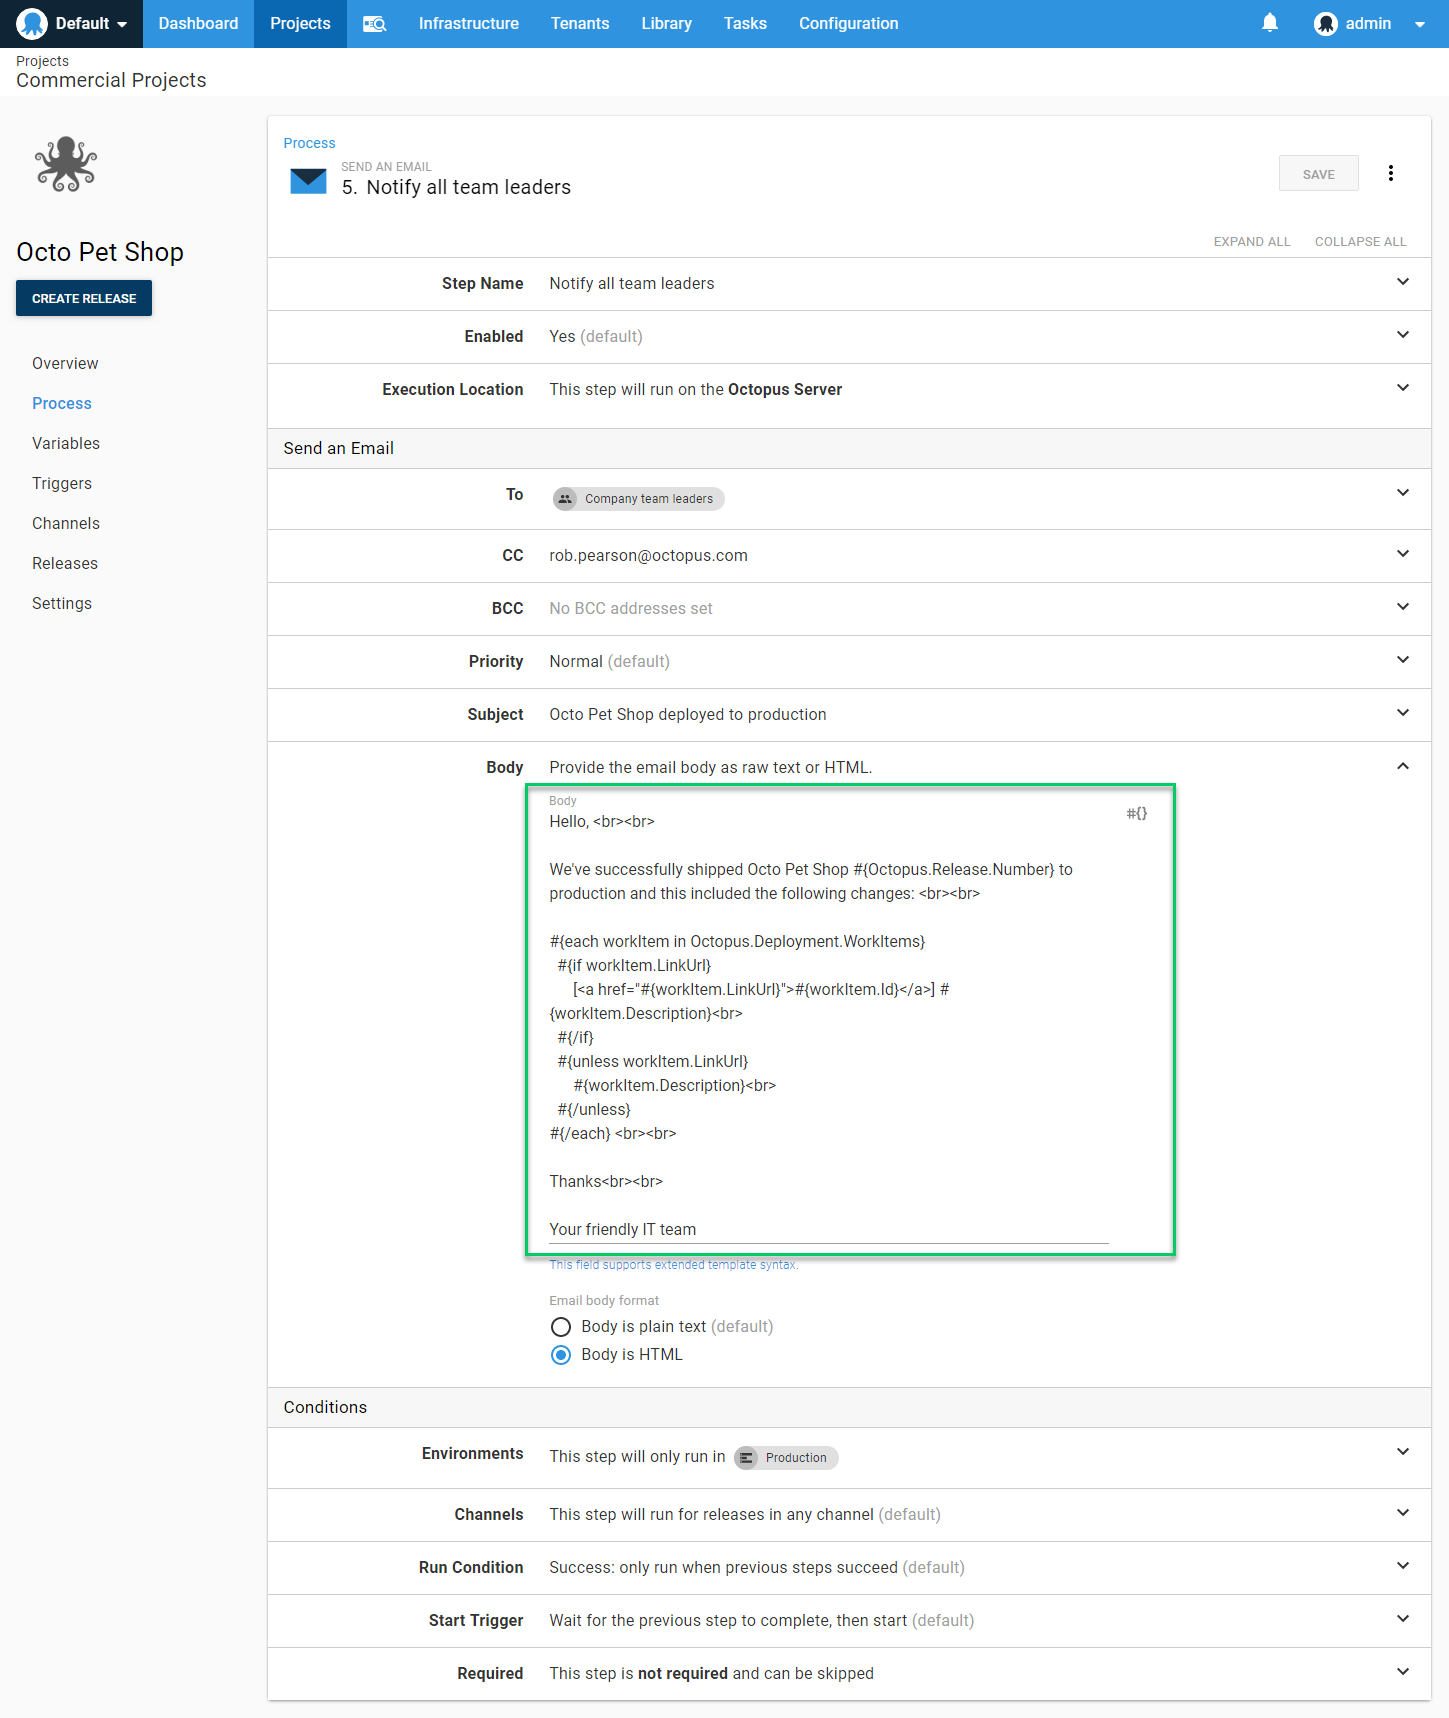 Default Dashboard Projects Infrastructure Tenants Library Tasks Configuration admin
Projects
Commercial Projects
Octo Pet Shop
CREATE RELEASE
Overview
Process
Variables
Triggers
Channels
Releases
Settings
Process
SEND AN EMAIL
5. Notify all team leaders
SAVE
EXPAND ALL COLLAPSE ALL
Step Name Notify all team leaders
Enabled Yes (default)
Execution Location This step will run on the Octopus Server
Send an Email
To Company team leaders
CC rob.pearson@octopus.com
BCC No BCC addresses set
Priority Normal (default)
Subject Octo Pet Shop deployed to production
Body Provide the email body as raw text or HTML.
Body
#{}
Hello, <br><br>
We've successfully shipped Octo Pet Shop #{Octopus.Release.Number} to
production and this included the following changes: <br><br>
#{each workItem in Octopus.Deployment.WorkItems}
#{if workItem.LinkUrl}
[<a href="#{workItem.LinkUrl}">#{workItem.Id}</a>] #
{workItem.Description}<br>
#{/if}
#{unless workItem.LinkUrl}
#{workItem.Description}<br>
#{/unless}
#{/each} <br><br>
Thanks<br><br>
Your friendly IT team
This field supports extended template syntax.
Email body format
Body is plain text (default)
Body is HTML
Conditions
Environments This step will only run in Production
Channels This step will run for releases in any channel (default)
Run Condition Success: only run when previous steps succeed (default)
Start Trigger Wait for the previous step to complete, then start (default)
Required This step is not required and can be skipped